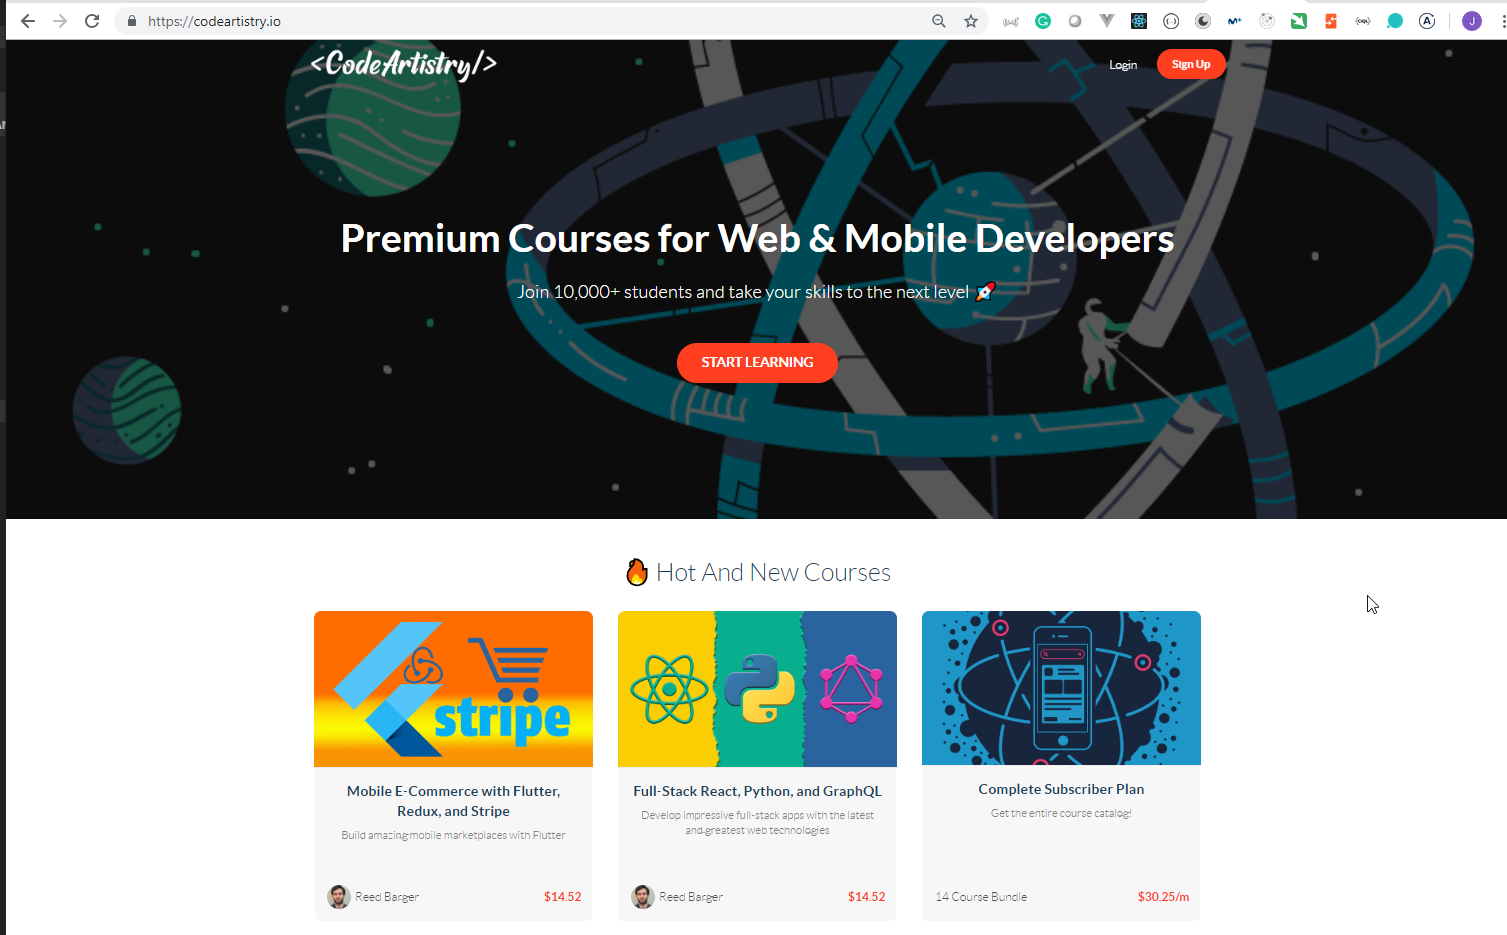 https://codeartistry.io
J
<CodeArtistry/>
Login
Sign Up
Premium Courses for Web & Mobile Developers
Join 10,000+ students and take your skills to the next level 🚀
START LEARNING
🔥 Hot And New Courses
stripe
Mobile E-Commerce with Flutter,
Redux, and Stripe
Build amazing mobile marketplaces with Flutter
Reed Barger
$14.52
Full-Stack React, Python, and GraphQL
Develop impressive full-stack apps with the latest
and greatest web technologies
Reed Barger
$14.52
Complete Subscriber Plan
Get the entire course catalog!
14 Course Bundle
$30.25/m